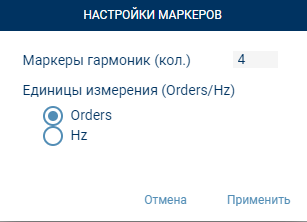 НАСТРОЙКИ МАРКЕРОВ
Маркеры гармоник (кол.) 4
Единицы измерения (Orders/Hz)
Orders
Hz
Отмена Применить